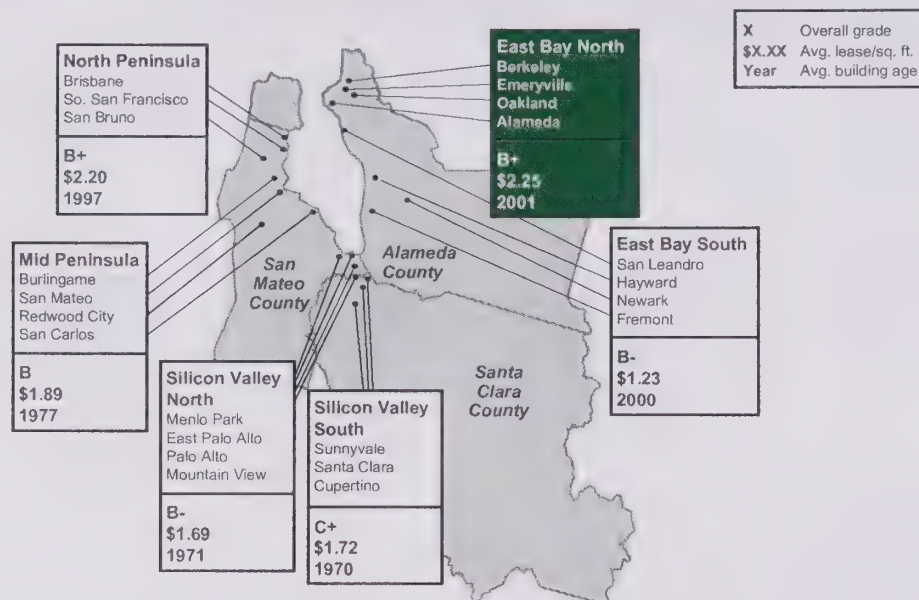 X Overall grade
$X.XX Avg. lease/sq. ft.
Year Avg. building age
North Peninsula
Brisbane
So. San Francisco
San Bruno
B+
$2.20
1997
East Bay North
Berkeley
Emeryville
Oakland
Alameda
B+
$2.25
2001
Mid Peninsula
Burlingame
San Mateo
Redwood City
San Carlos
B
$1.89
1977
San
Mateo
County
Alameda
County
East Bay South
San Leandro
Hayward
Newark
Fremont
B-
$1.23
2000
Silicon Valley
North
Menlo Park
East Palo Alto
Palo Alto
Mountain View
B-
$1.69
1971
Silicon Valley
South
Sunnyvale
Santa Clara
Cupertino
C+
$1.72
1970
Santa
Clara
County